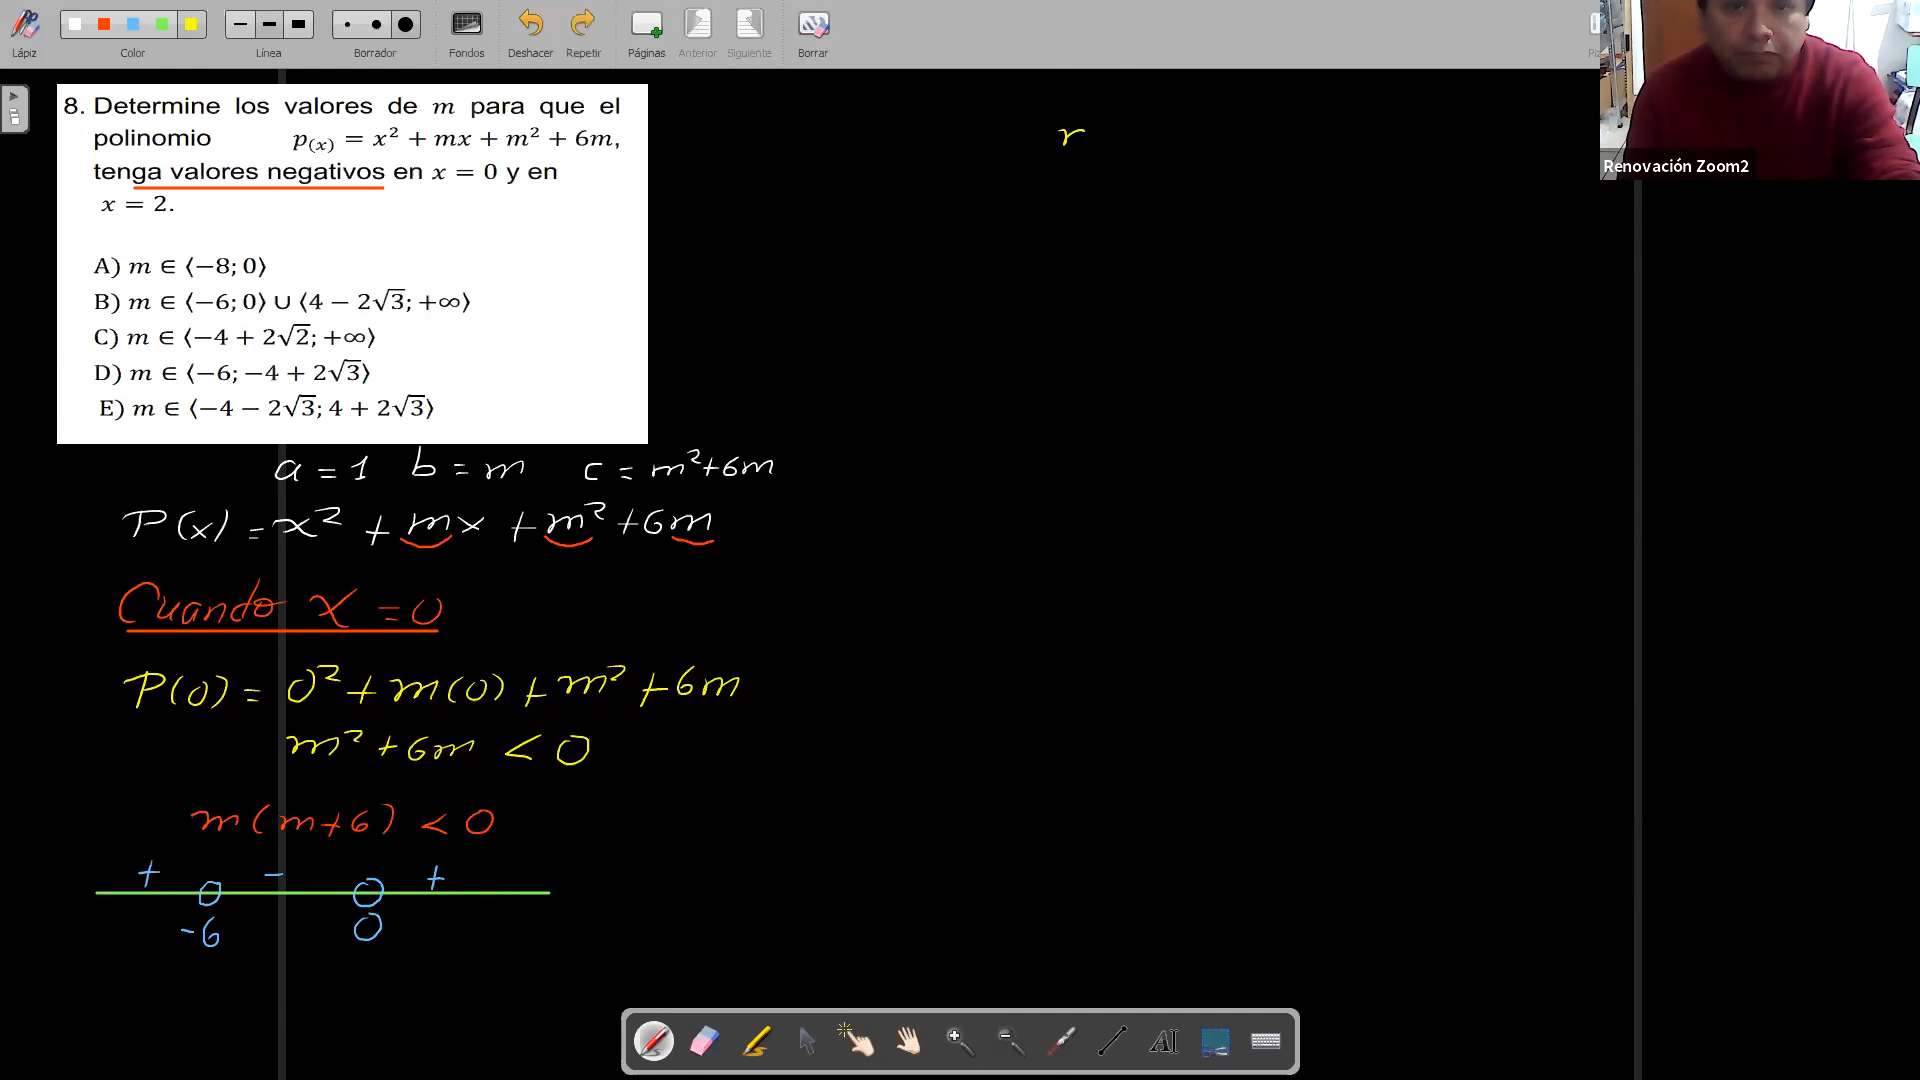 Lápiz
Color
Línea
Borrador
Fondos
Deshacer
Repetir
Páginas
Anterior
Siguiente
Borrar
Renovación Zoom2
8. Determine los valores de m para que el
polinomio p₍ₓ₎ = x² + mx + m² + 6m,
tenga valores negativos en x = 0 y en
x = 2.
A) m ∈ ⟨−8; 0⟩
B) m ∈ ⟨−6; 0⟩ ∪ ⟨4 − 2√3; +∞⟩
C) m ∈ ⟨−4 + 2√2; +∞⟩
D) m ∈ ⟨−6; −4 + 2√3⟩
E) m ∈ ⟨−4 − 2√3; 4 + 2√3⟩
r
a = 1 b = m c = m²+6m
P(x) = x² + mx + m² + 6m
Cuando x = 0
P(0) = 0² + m(0) + m² + 6m
m² + 6m < 0
m(m+6) < 0
+ - +
-6 0
AI